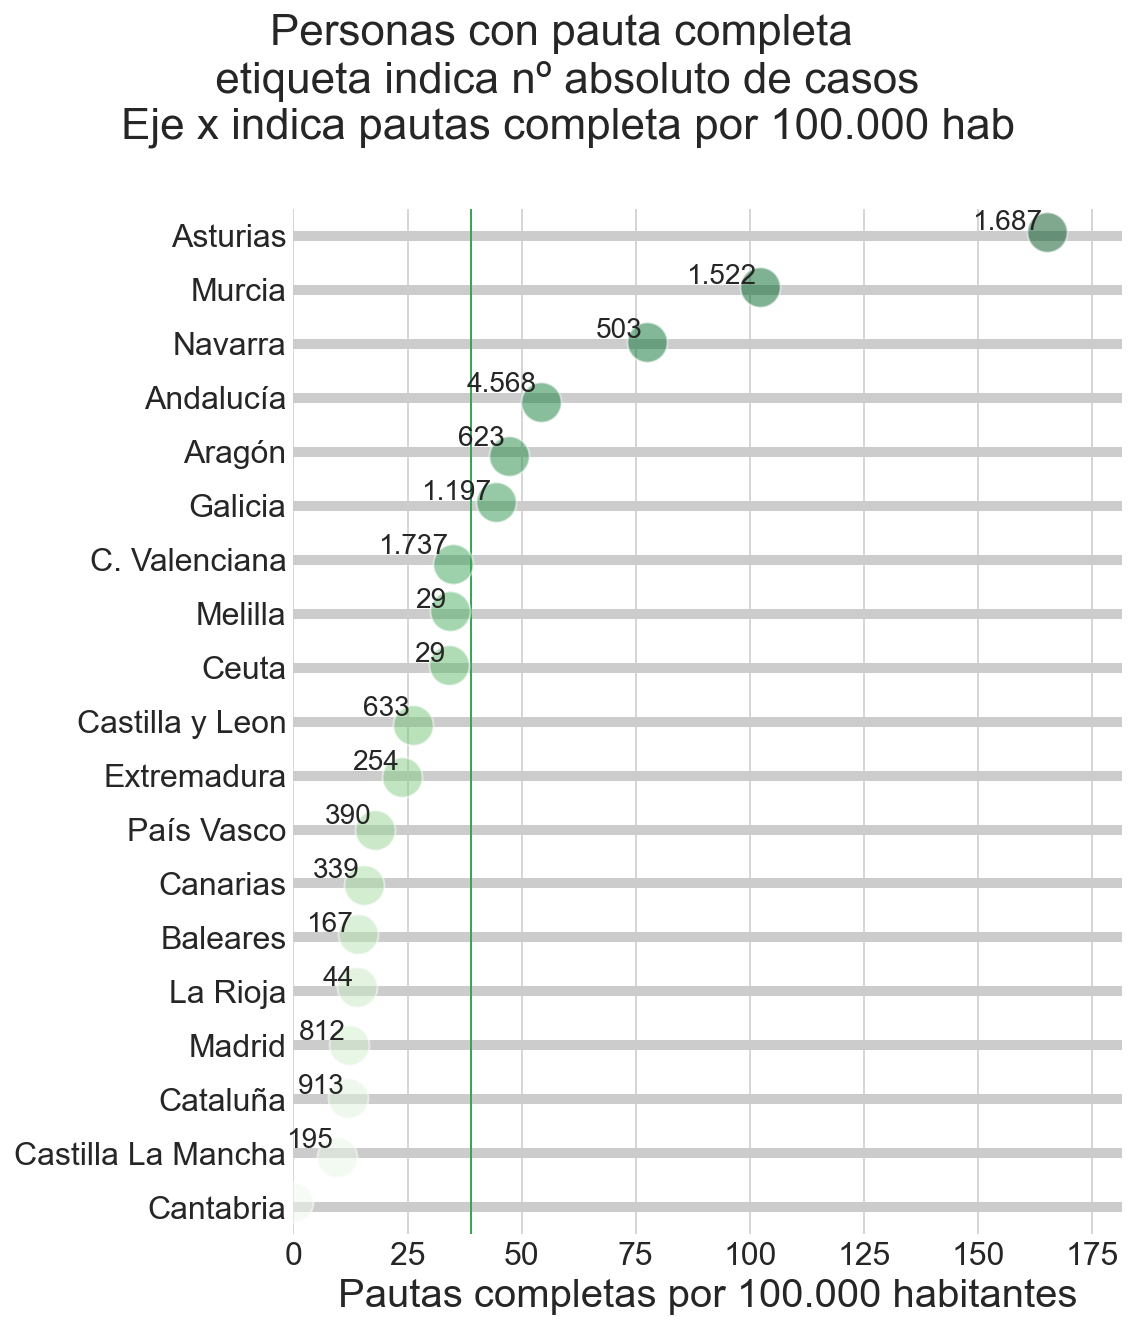 Personas con pauta completa
etiqueta indica nº absoluto de casos
Eje x indica pautas completa por 100.000 hab
Asturias 1.687
Murcia 1.522
Navarra 503
Andalucía 4.568
Aragón 623
Galicia 1.197
C. Valenciana 1.737
Melilla 29
Ceuta 29
Castilla y Leon 633
Extremadura 254
País Vasco 390
Canarias 339
Baleares 167
La Rioja 44
Madrid 812
Cataluña 913
Castilla La Mancha 195
Cantabria
0 25 50 75 100 125 150 175
Pautas completas por 100.000 habitantes